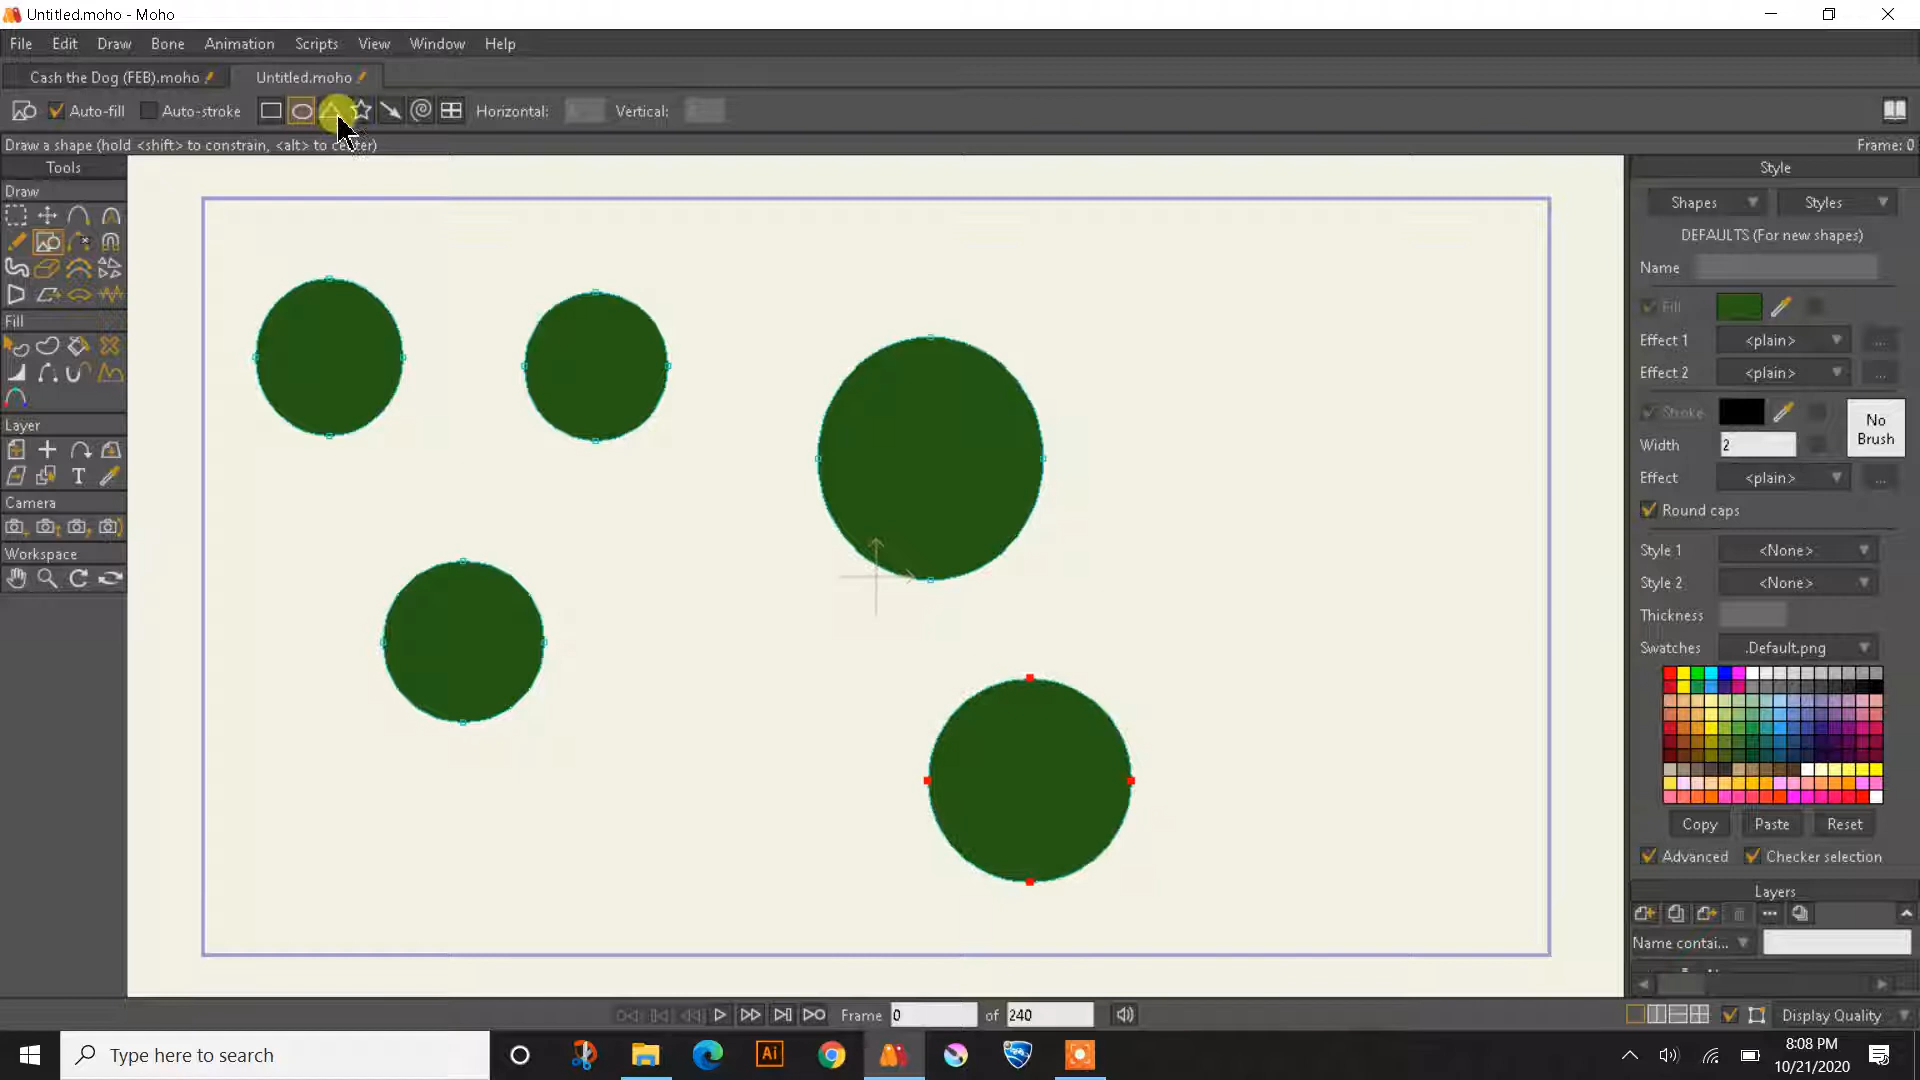 Untitled.moho - Moho
File Edit Draw Bone Animation Scripts View Window Help
Cash the Dog (FEB).moho Untitled.moho
Auto-fill Auto-stroke Horizontal: Vertical:
Draw a shape (hold <shift> to constrain, <alt> to center) Frame: 0
Tools
Draw
Fill
Layer
T
Camera
Workspace
Style
Shapes Styles
DEFAULTS (For new shapes)
Name
Fill
Effect 1 <plain> ...
Effect 2 <plain> ...
Stroke
No
Brush
Width 2
Effect <plain> ...
Round caps
Style 1 <None>
Style 2 <None>
Thickness
Swatches .Default.png
Copy Paste Reset
Advanced Checker selection
Layers
Name contai...
Frame 0 of 240 Display Quality
Type here to search
Ai
8:08 PM
10/21/2020